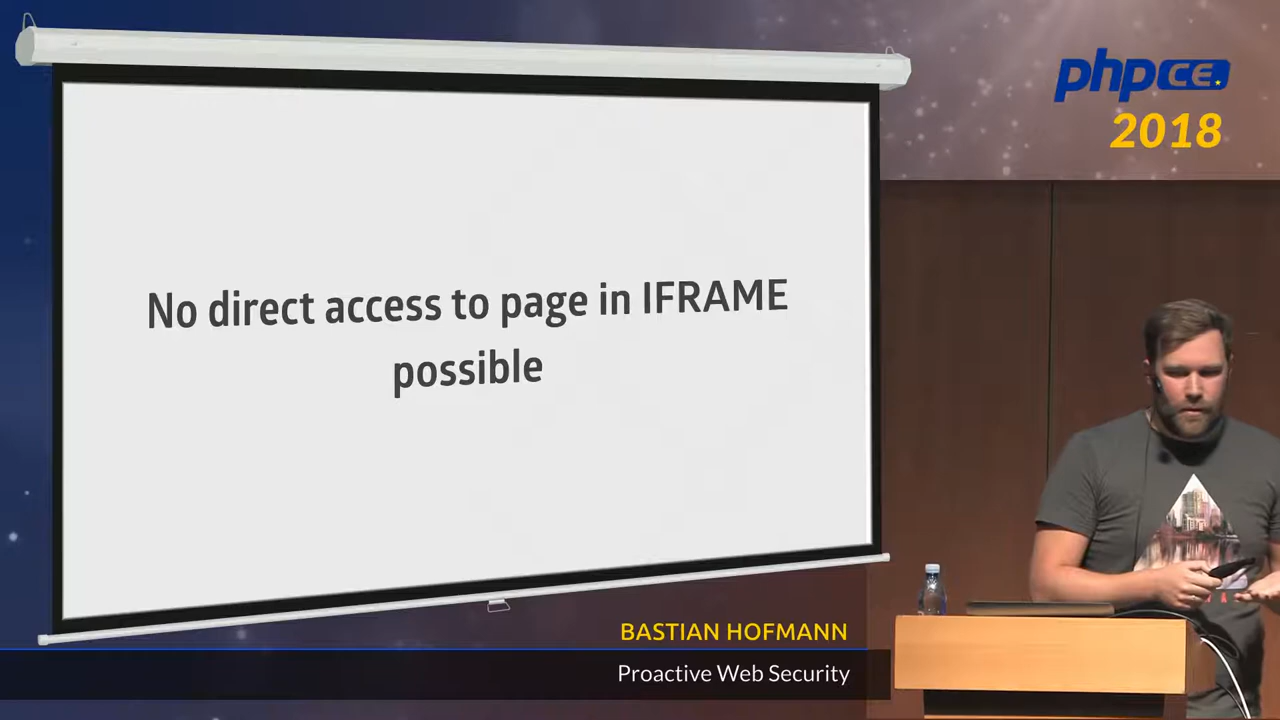 phpCE
2018
No direct access to page in IFRAME
possible
BASTIAN HOFMANN
Proactive Web Security